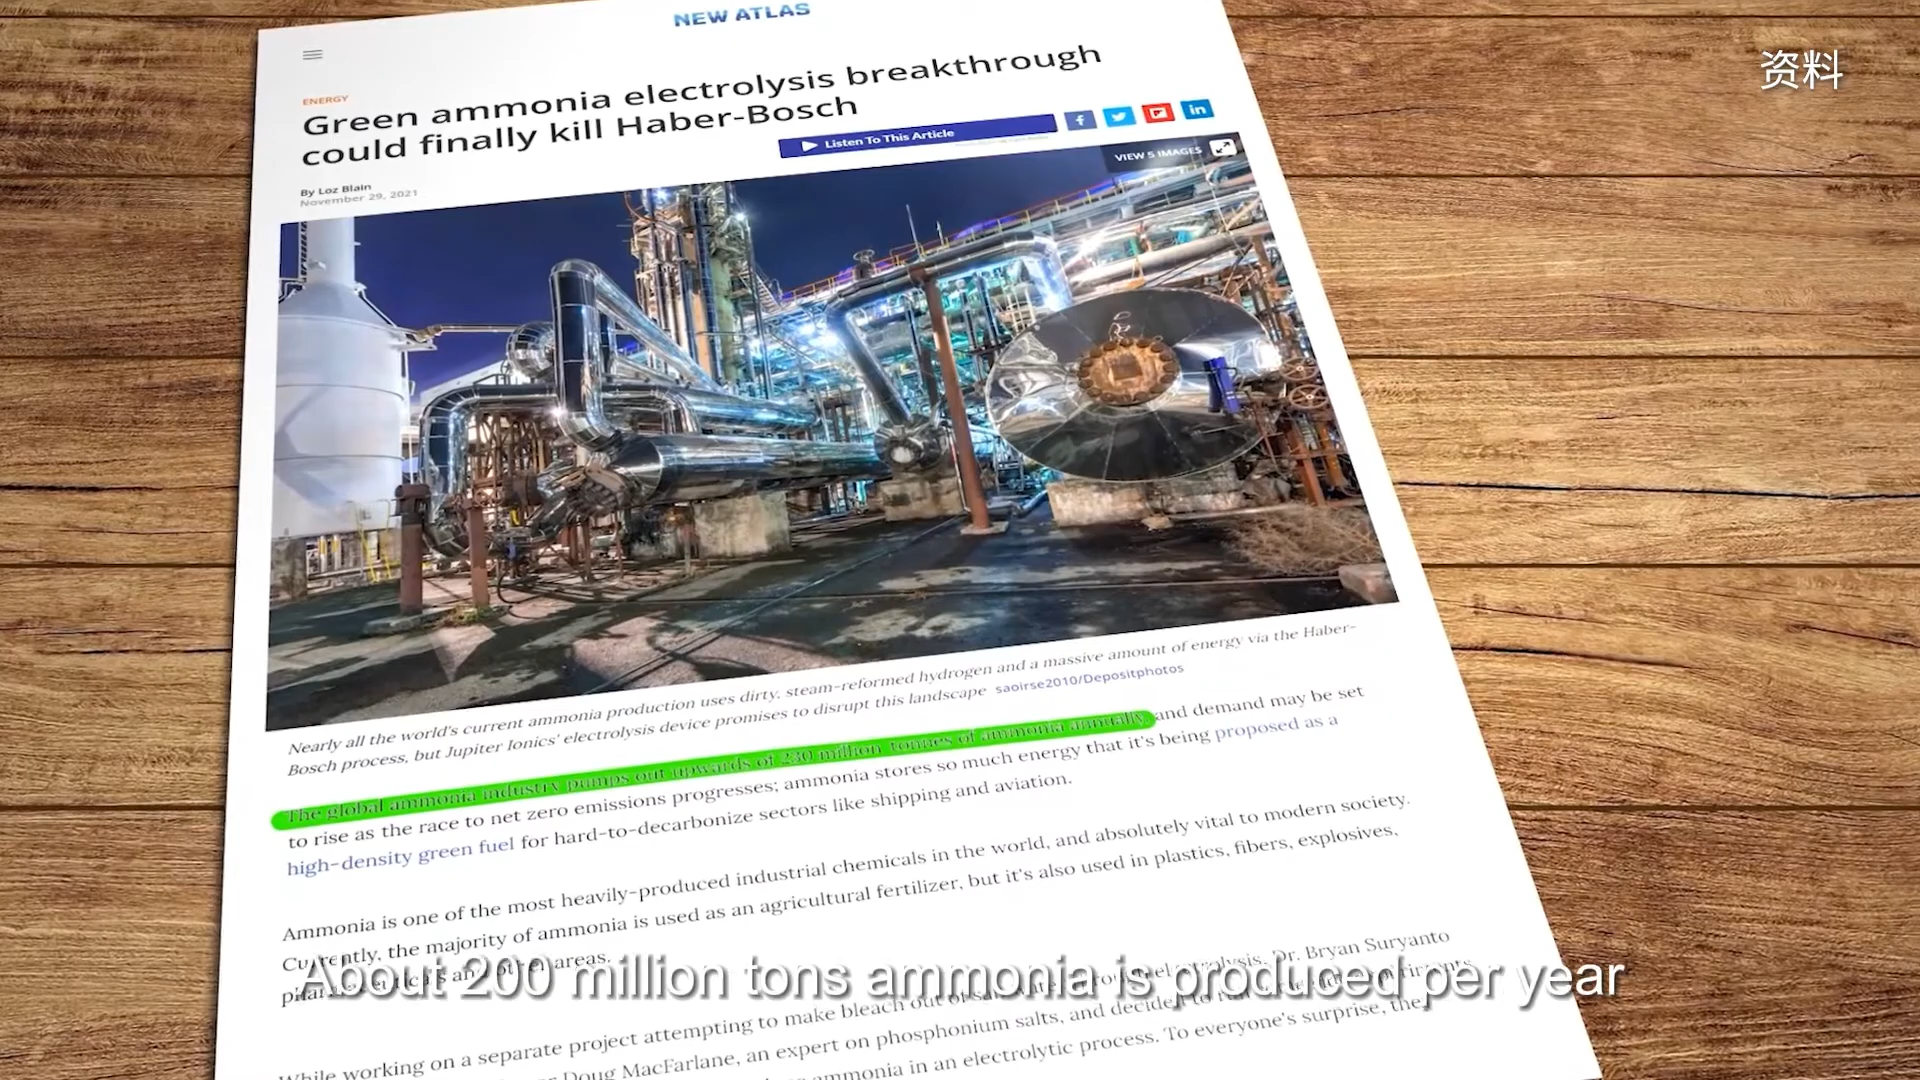 NEW ATLAS
资料
ENERGY
Green ammonia electrolysis breakthrough
could finally kill Haber-Bosch
Listen To This Article
By Loz Blain
November 29, 2021
VIEW 5 IMAGES
Nearly all the world's current ammonia production uses dirty, steam-reformed hydrogen and a massive amount of energy via the Haber-
Bosch process, but Jupiter Ionics' electrolysis device promises to disrupt this landscape saoirse2010/Depositphotos
The global ammonia industry pumps out upwards of 230 million tonnes of ammonia annually, and demand may be set
to rise as the race to net zero emissions progresses; ammonia stores so much energy that it's being proposed as a
high-density green fuel for hard-to-decarbonize sectors like shipping and aviation.
Ammonia is one of the most heavily-produced industrial chemicals in the world, and absolutely vital to modern society.
Currently, the majority of ammonia is used as an agricultural fertilizer, but it's also used in plastics, fibers, explosives,
areas.
About 200 million tons ammonia is produced per year
While working on a separate project attempting to make bleach out of Dr. Bryan Suryanto
Doug MacFarlane, an expert on phosphonium salts, and decided to
ammonia in an electrolytic process. To everyone's surprise, the